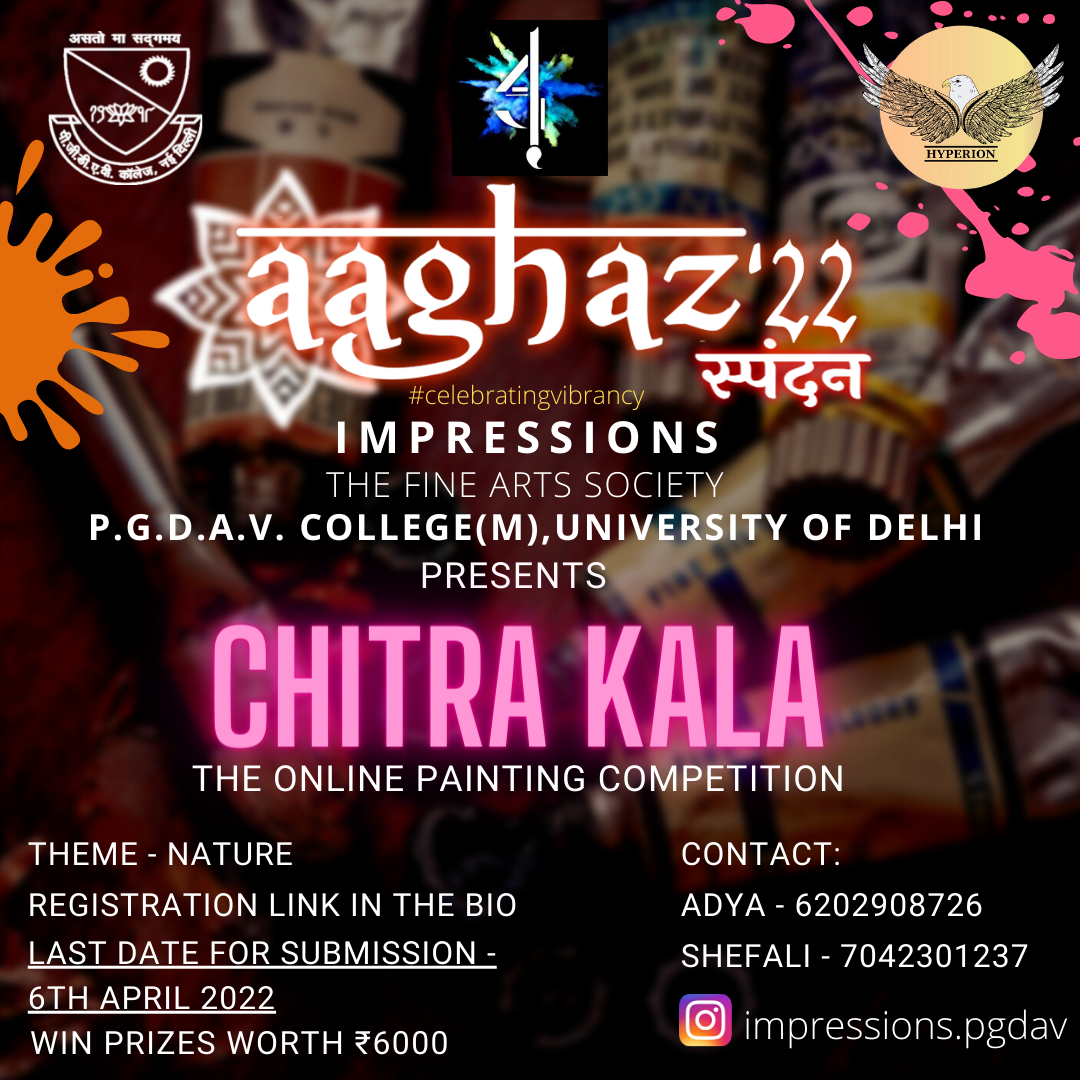 असतो मा सद्गमय
पी.जी.डी.ए.वी. कॉलेज, नई दिल्ली
HYPERION
aaghaz'22
स्पंदन
#celebratingvibrancy
IMPRESSIONS
THE FINE ARTS SOCIETY
P.G.D.A.V. COLLEGE(M),UNIVERSITY OF DELHI
PRESENTS
CHITRA KALA
THE ONLINE PAINTING COMPETITION
THEME - NATURE
REGISTRATION LINK IN THE BIO
LAST DATE FOR SUBMISSION -
6TH APRIL 2022
WIN PRIZES WORTH ₹6000
CONTACT:
ADYA - 6202908726
SHEFALI - 7042301237
impressions.pgdav